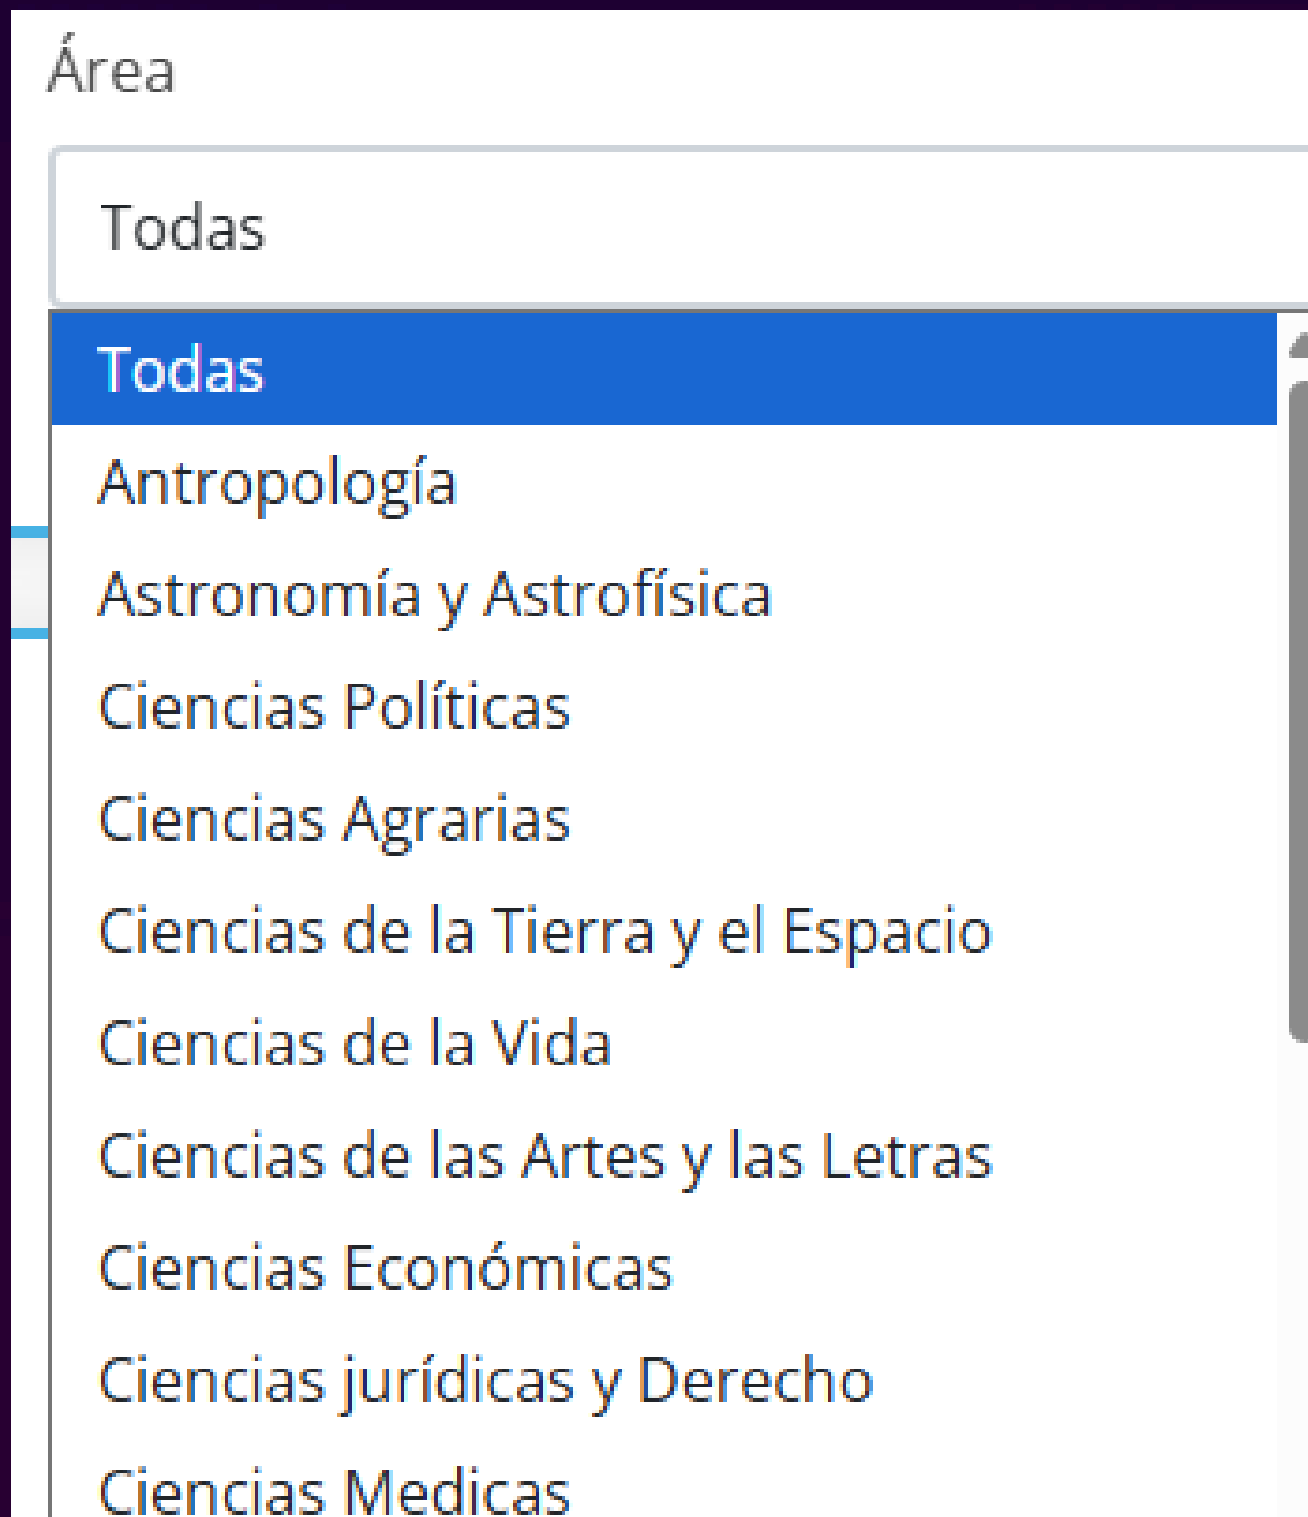 Área
Todas
Todas
Antropología
Astronomía y Astrofísica
Ciencias Políticas
Ciencias Agrarias
Ciencias de la Tierra y el Espacio
Ciencias de la Vida
Ciencias de las Artes y las Letras
Ciencias Económicas
Ciencias jurídicas y Derecho
Ciencias Medicas